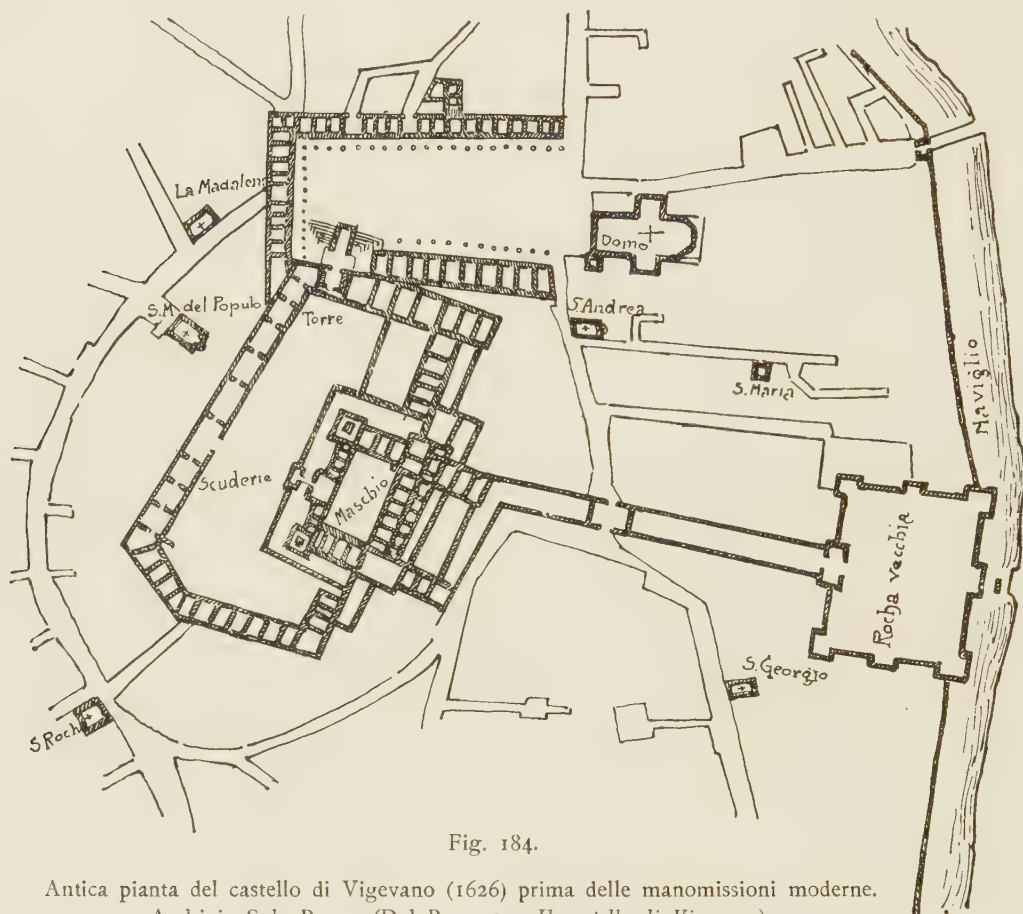 La Madalena
Domo
S. M. del Populo
Torre
S. Andrea
S. Maria
Naviglio
Scuderie
Maschio
Rocha vecchia
S. Georgio
S Roch
Fig. 184.
Antica pianta del castello di Vigevano (1626) prima delle manomissioni moderne.